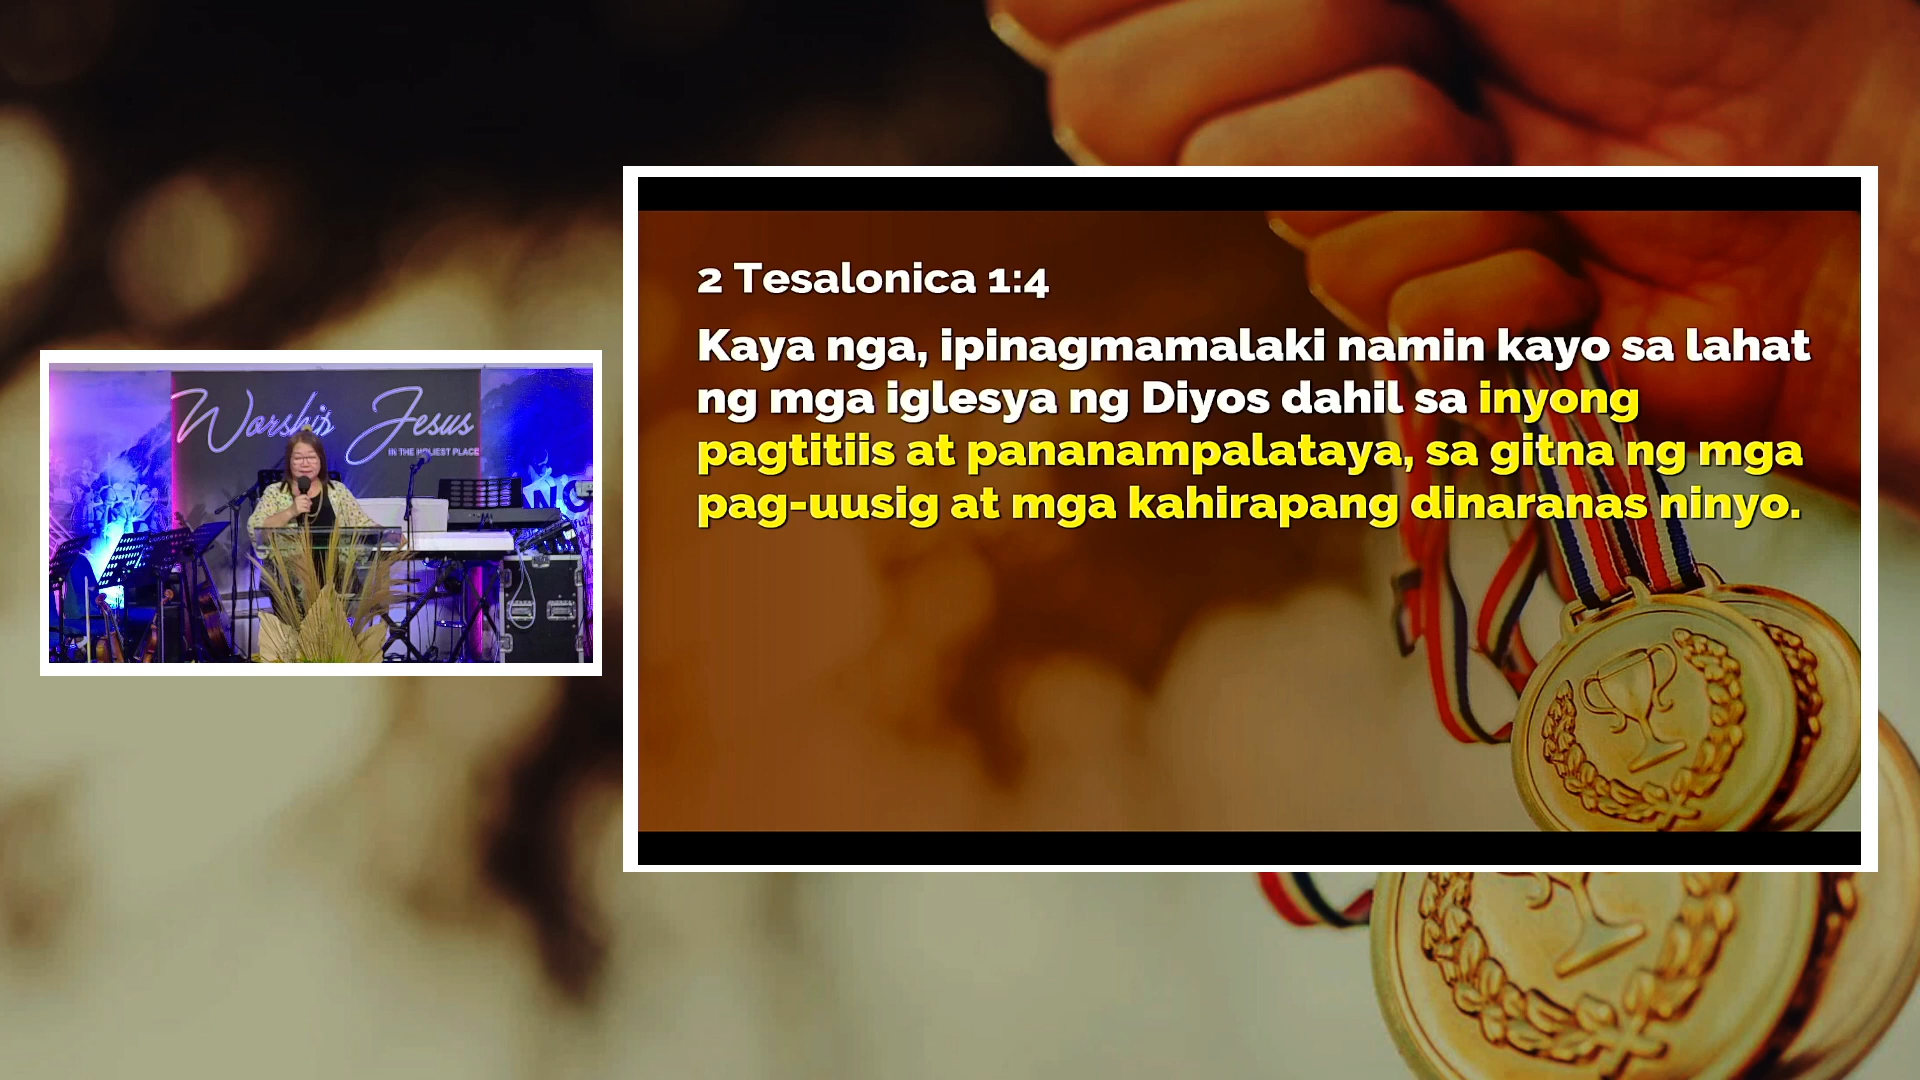 Worship Jesus
IN THE HOLIEST PLACE
2 Tesalonica 1:4
Kaya nga, ipinagmamalaki namin kayo sa lahat
ng mga iglesya ng Diyos dahil sa inyong
pagtitiis at pananampalataya, sa gitna ng mga
pag-uusig at mga kahirapang dinaranas ninyo.